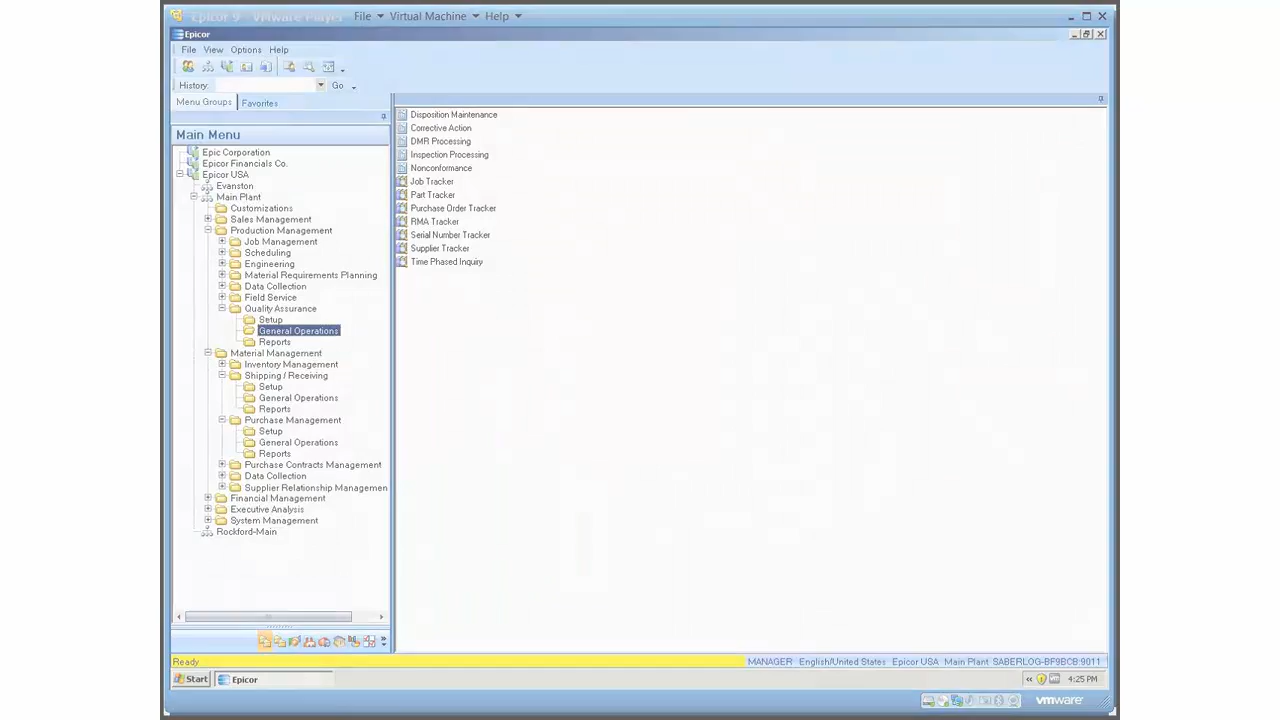 Epicor 9 - VMware Player File Virtual Machine Help
Epicor
File View Options Help
History: Go
Menu Groups Favorites
Main Menu
Epic Corporation
Epicor Financials Co.
Epicor USA
Evanston
Main Plant
Customizations
Sales Management
Production Management
Job Management
Scheduling
Engineering
Material Requirements Planning
Data Collection
Field Service
Quality Assurance
Setup
General Operations
Reports
Material Management
Inventory Management
Shipping / Receiving
Setup
General Operations
Reports
Purchase Management
Setup
General Operations
Reports
Purchase Contracts Management
Data Collection
Supplier Relationship Managemen
Financial Management
Executive Analysis
System Management
Rockford-Main
Disposition Maintenance
Corrective Action
DMR Processing
Inspection Processing
Nonconformance
Job Tracker
Part Tracker
Purchase Order Tracker
RMA Tracker
Serial Number Tracker
Supplier Tracker
Time Phased Inquiry
Ready MANAGER English/United States Epicor USA Main Plant SABERLOG-BF9BCB:9011
Start Epicor 4:25 PM
vmware